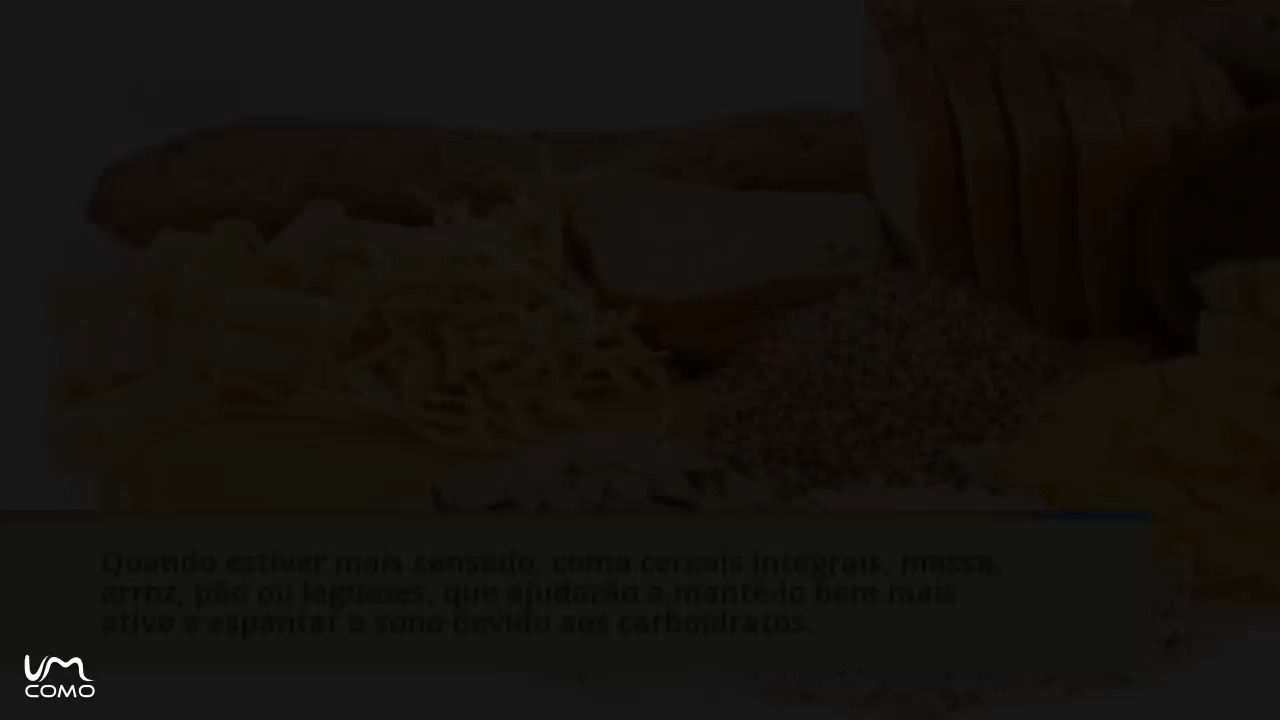 Quando estiver mais cansado, coma cereais integrais, massa,
arroz, pão ou legumes, que ajudarão a mantê-lo bem mais
ativo e espantar o sono devido aos carboidratos.
UM
COMO